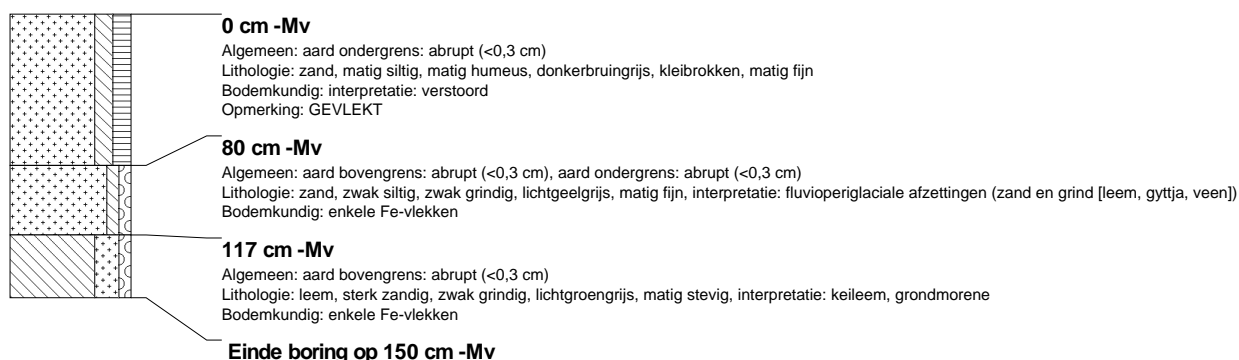 0 cm -Mv
Algemeen: aard ondergrens: abrupt (<0,3 cm)
Lithologie: zand, matig siltig, matig humeus, donkerbruingrijs, kleibrokken, matig fijn
Bodemkundig: interpretatie: verstoord
Opmerking: GEVLEKT
80 cm -Mv
Algemeen: aard bovengrens: abrupt (<0,3 cm), aard ondergrens: abrupt (<0,3 cm)
Lithologie: zand, zwak siltig, zwak grindig, lichtgeelgrijs, matig fijn, interpretatie: fluvioperiglaciale afzettingen (zand en grind [leem, gyttja, veen])
Bodemkundig: enkele Fe-vlekken
117 cm -Mv
Algemeen: aard bovengrens: abrupt (<0,3 cm)
Lithologie: leem, sterk zandig, zwak grindig, lichtgroengrijs, matig stevig, interpretatie: keileem, grondmorene
Bodemkundig: enkele Fe-vlekken
Einde boring op 150 cm -Mv